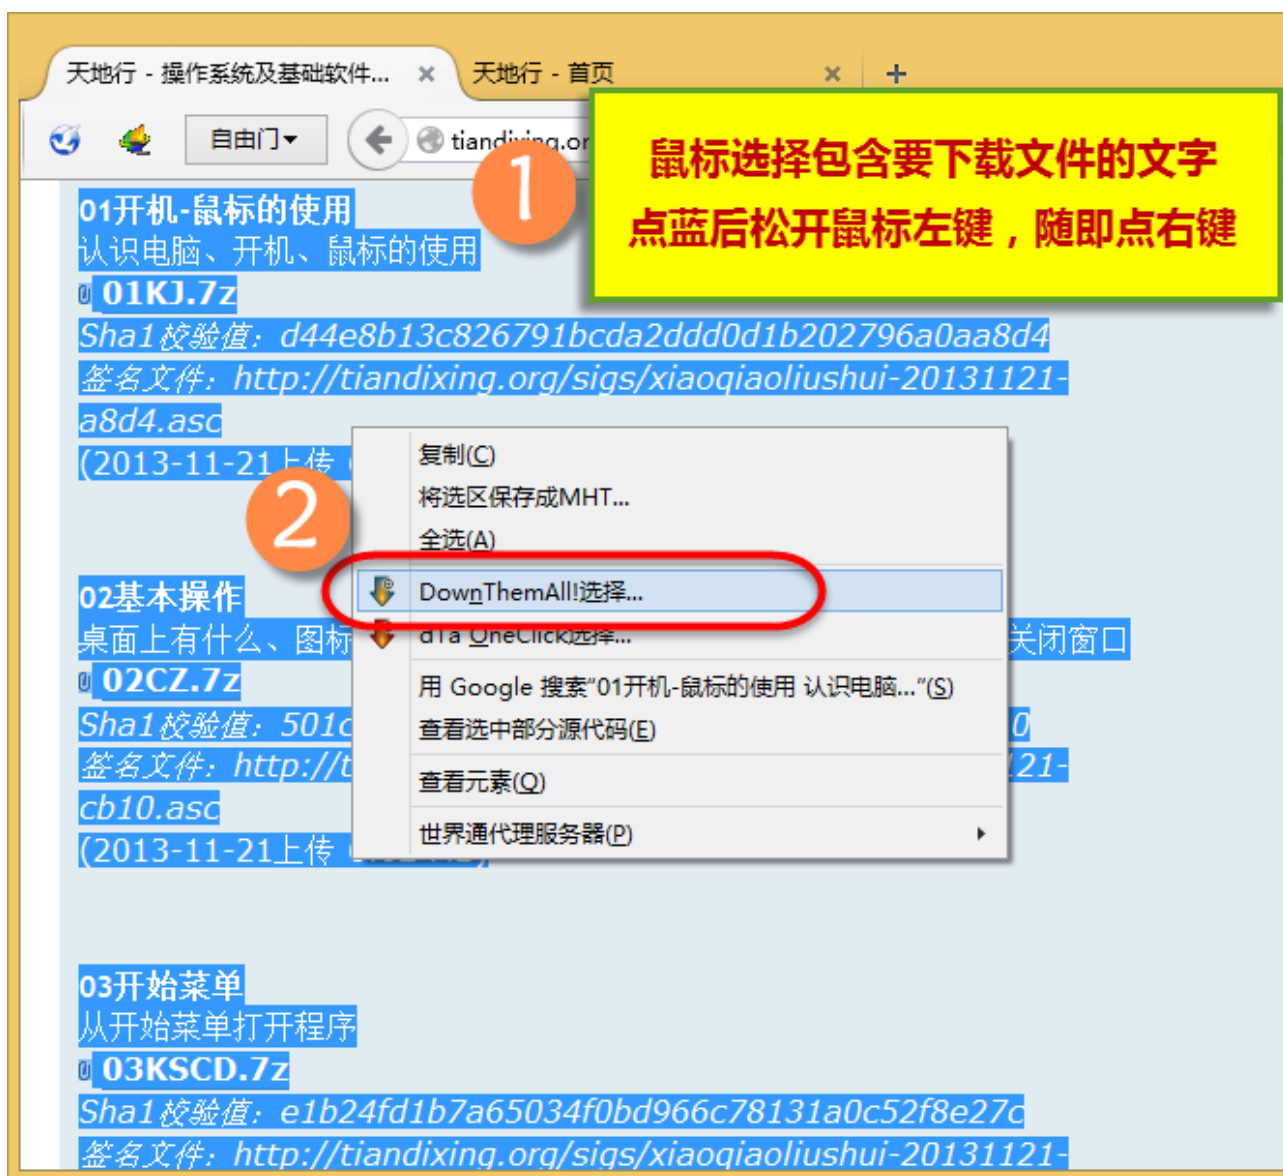 天地行 - 操作系统及基础软件...
天地行 - 首页
自由门
tiandixing.or
1
鼠标选择包含要下载文件的文字
点蓝后松开鼠标左键，随即点右键
01开机-鼠标的使用
认识电脑、开机、鼠标的使用
01KJ.7z
Sha1校验值：d44e8b13c826791bcda2ddd0d1b202796a0aa8d4
签名文件：http://tiandixing.org/sigs/xiaoqiaoliushui-20131121-
a8d4.asc
(2013-11-21上传
2
复制(C)
将选区保存成MHT...
全选(A)
DownThemAll!选择...
dTa OneClick选择...
用 Google 搜索“01开机-鼠标的使用 认识电脑...”(S)
查看选中部分源代码(E)
查看元素(Q)
世界通代理服务器(P)
02基本操作
桌面上有什么、图标 关闭窗口
02CZ.7z
Sha1校验值：501c 0
签名文件：http://t 121-
cb10.asc
(2013-11-21上传
03开始菜单
从开始菜单打开程序
03KSCD.7z
Sha1校验值：e1b24fd1b7a65034f0bd966c78131a0c52f8e27c
签名文件：http://tiandixing.org/sigs/xiaoqiaoliushui-20131121-